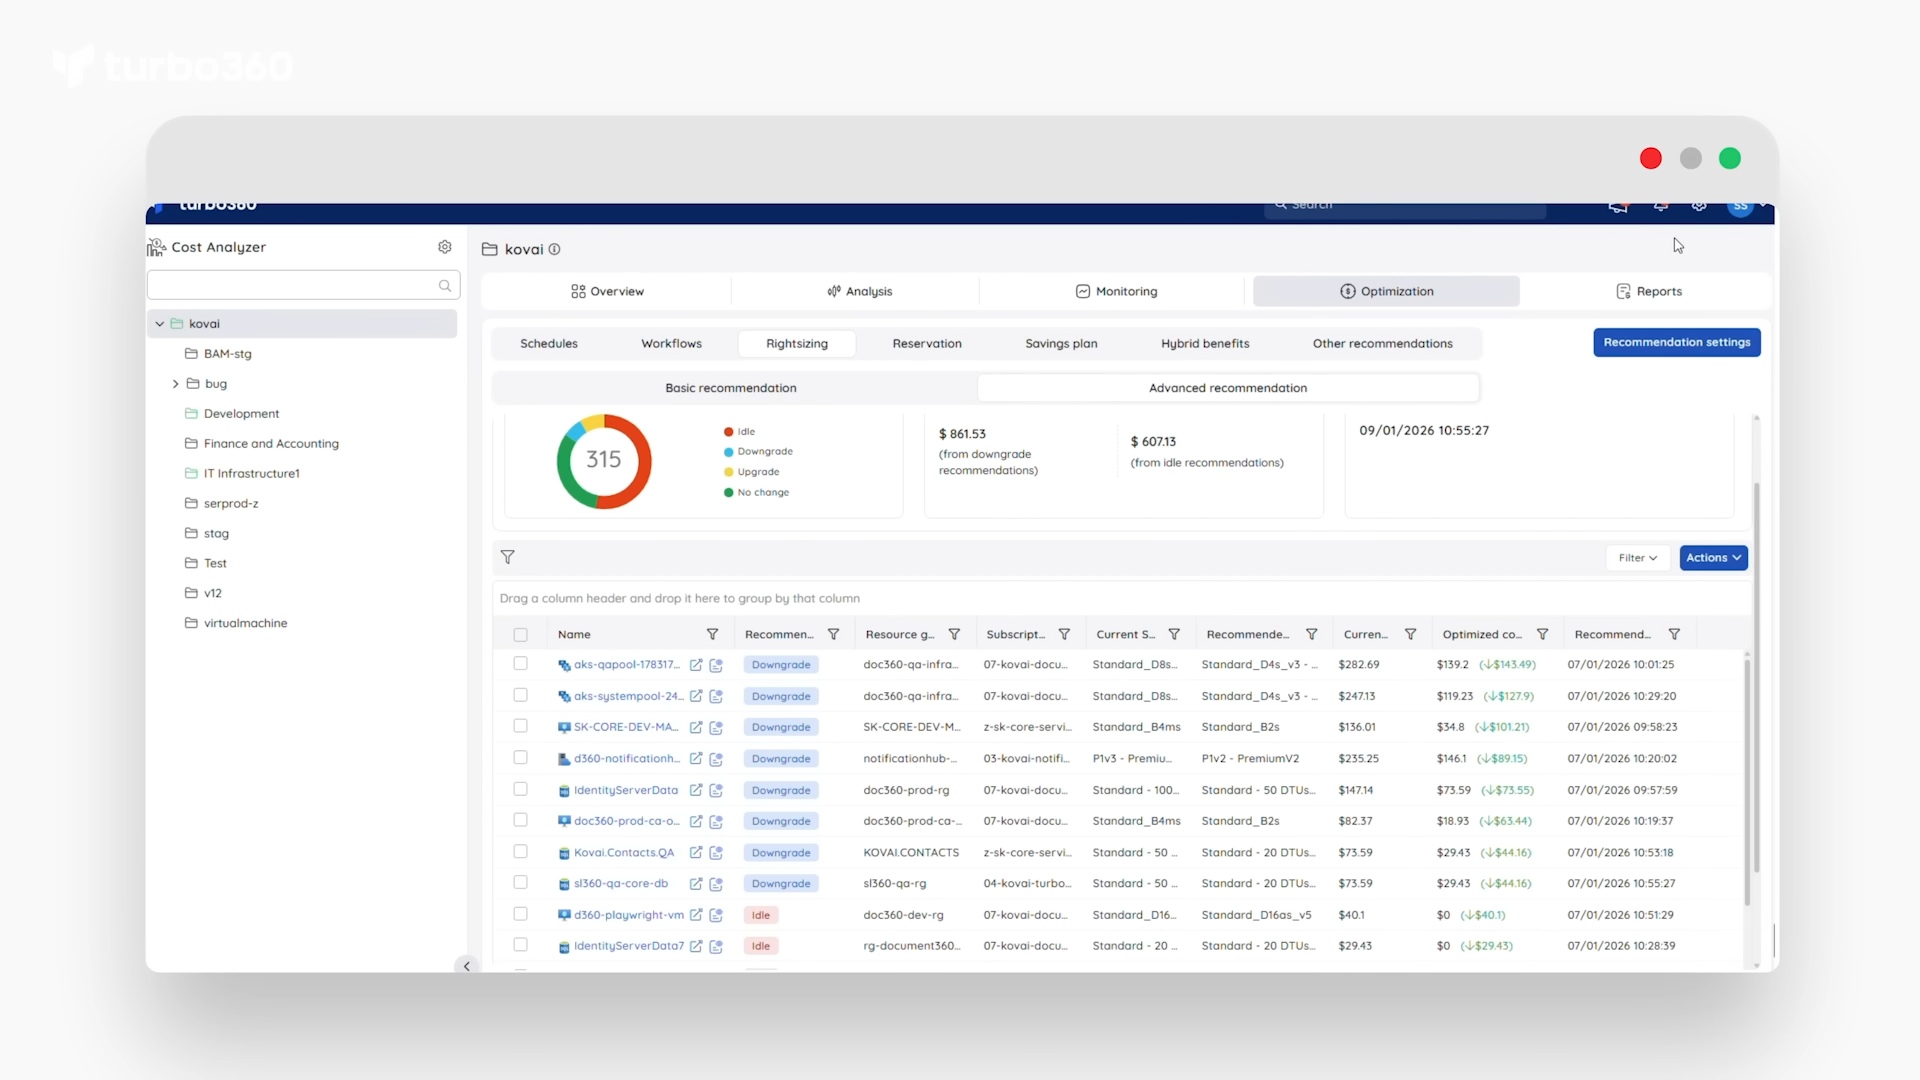 turbo360
turbo360
Search
SS
Cost Analyzer
kovai
BAM-stg
bug
Development
Finance and Accounting
IT Infrastructure1
serprod-z
stag
Test
v12
virtualmachine
kovai
Overview
Analysis
Monitoring
Optimization
Reports
Schedules
Workflows
Rightsizing
Reservation
Savings plan
Hybrid benefits
Other recommendations
Recommendation settings
Basic recommendation
Advanced recommendation
315
Idle
Downgrade
Upgrade
No change
$ 861.53
(from downgrade
recommendations)
$ 607.13
(from idle recommendations)
09/01/2026 10:55:27
Filter
Actions
Drag a column header and drop it here to group by that column
Name Recommen... Resource g... Subscript... Current S... Recommende... Curren... Optimized co... Recommend...
aks-qapool-178317... Downgrade doc360-qa-infra... 07-kovai-docu... Standard_D8s... Standard_D4s_v3 - ... $282.69 $139.2 (↓$143.49) 07/01/2026 10:01:25
aks-systempool-24... Downgrade doc360-qa-infra... 07-kovai-docu... Standard_D8s... Standard_D4s_v3 - ... $247.13 $119.23 (↓$127.9) 07/01/2026 10:29:20
SK-CORE-DEV-MA... Downgrade SK-CORE-DEV-M... z-sk-core-servi... Standard_B4ms Standard_B2s $136.01 $34.8 (↓$101.21) 07/01/2026 09:58:23
d360-notificationh... Downgrade notificationhub-... 03-kovai-notifi... P1v3 - Premiu... P1v2 - PremiumV2 $235.25 $146.1 (↓$89.15) 07/01/2026 10:20:02
IdentityServerData Downgrade doc360-prod-rg 07-kovai-docu... Standard - 100... Standard - 50 DTUs... $147.14 $73.59 (↓$73.55) 07/01/2026 09:57:59
doc360-prod-ca-o... Downgrade doc360-prod-ca-... 07-kovai-docu... Standard_B4ms Standard_B2s $82.37 $18.93 (↓$63.44) 07/01/2026 10:19:37
Kovai.Contacts.QA Downgrade KOVAI.CONTACTS z-sk-core-servi... Standard - 50 ... Standard - 20 DTUs... $73.59 $29.43 (↓$44.16) 07/01/2026 10:53:18
sl360-qa-core-db Downgrade sl360-qa-rg 04-kovai-turbo... Standard - 50 ... Standard - 20 DTUs... $73.59 $29.43 (↓$44.16) 07/01/2026 10:55:27
d360-playwright-vm Idle doc360-dev-rg 07-kovai-docu... Standard_D16... Standard_D16as_v5 $40.1 $0 (↓$40.1) 07/01/2026 10:51:29
IdentityServerData7 Idle rg-document360... 07-kovai-docu... Standard - 20 ... Standard - 20 DTUs... $29.43 $0 (↓$29.43) 07/01/2026 10:28:39